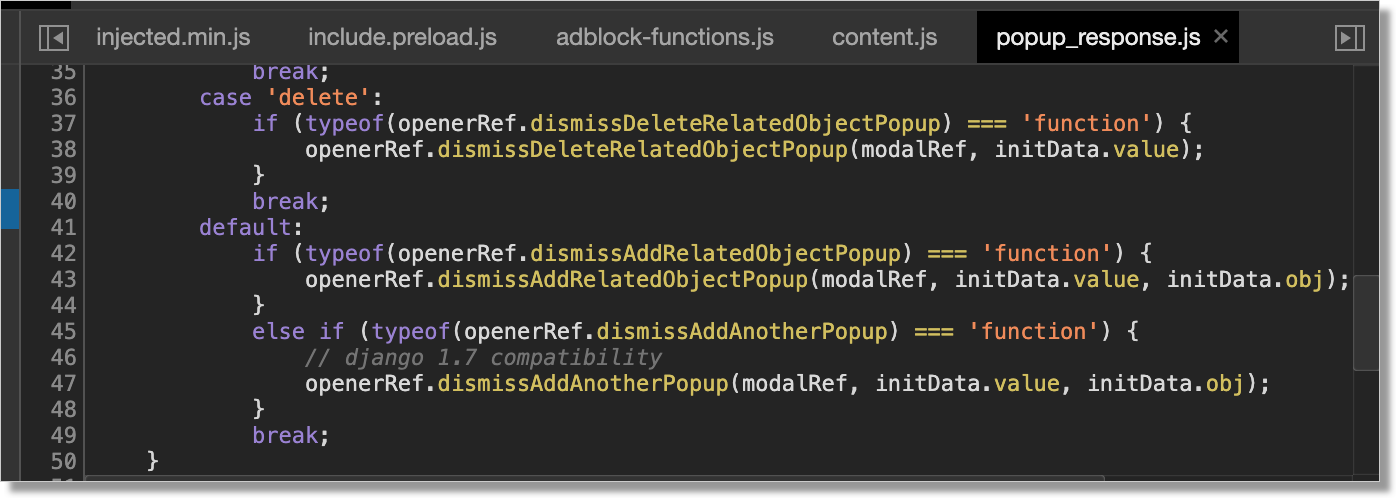 injected.min.js include.preload.js adblock-functions.js content.js popup_response.js ×
35 break;
36 case 'delete':
37 if (typeof(openerRef.dismissDeleteRelatedObjectPopup) === 'function') {
38 openerRef.dismissDeleteRelatedObjectPopup(modalRef, initData.value);
39 }
40 break;
41 default:
42 if (typeof(openerRef.dismissAddRelatedObjectPopup) === 'function') {
43 openerRef.dismissAddRelatedObjectPopup(modalRef, initData.value, initData.obj);
44 }
45 else if (typeof(openerRef.dismissAddAnotherPopup) === 'function') {
46 // django 1.7 compatibility
47 openerRef.dismissAddAnotherPopup(modalRef, initData.value, initData.obj);
48 }
49 break;
50 }